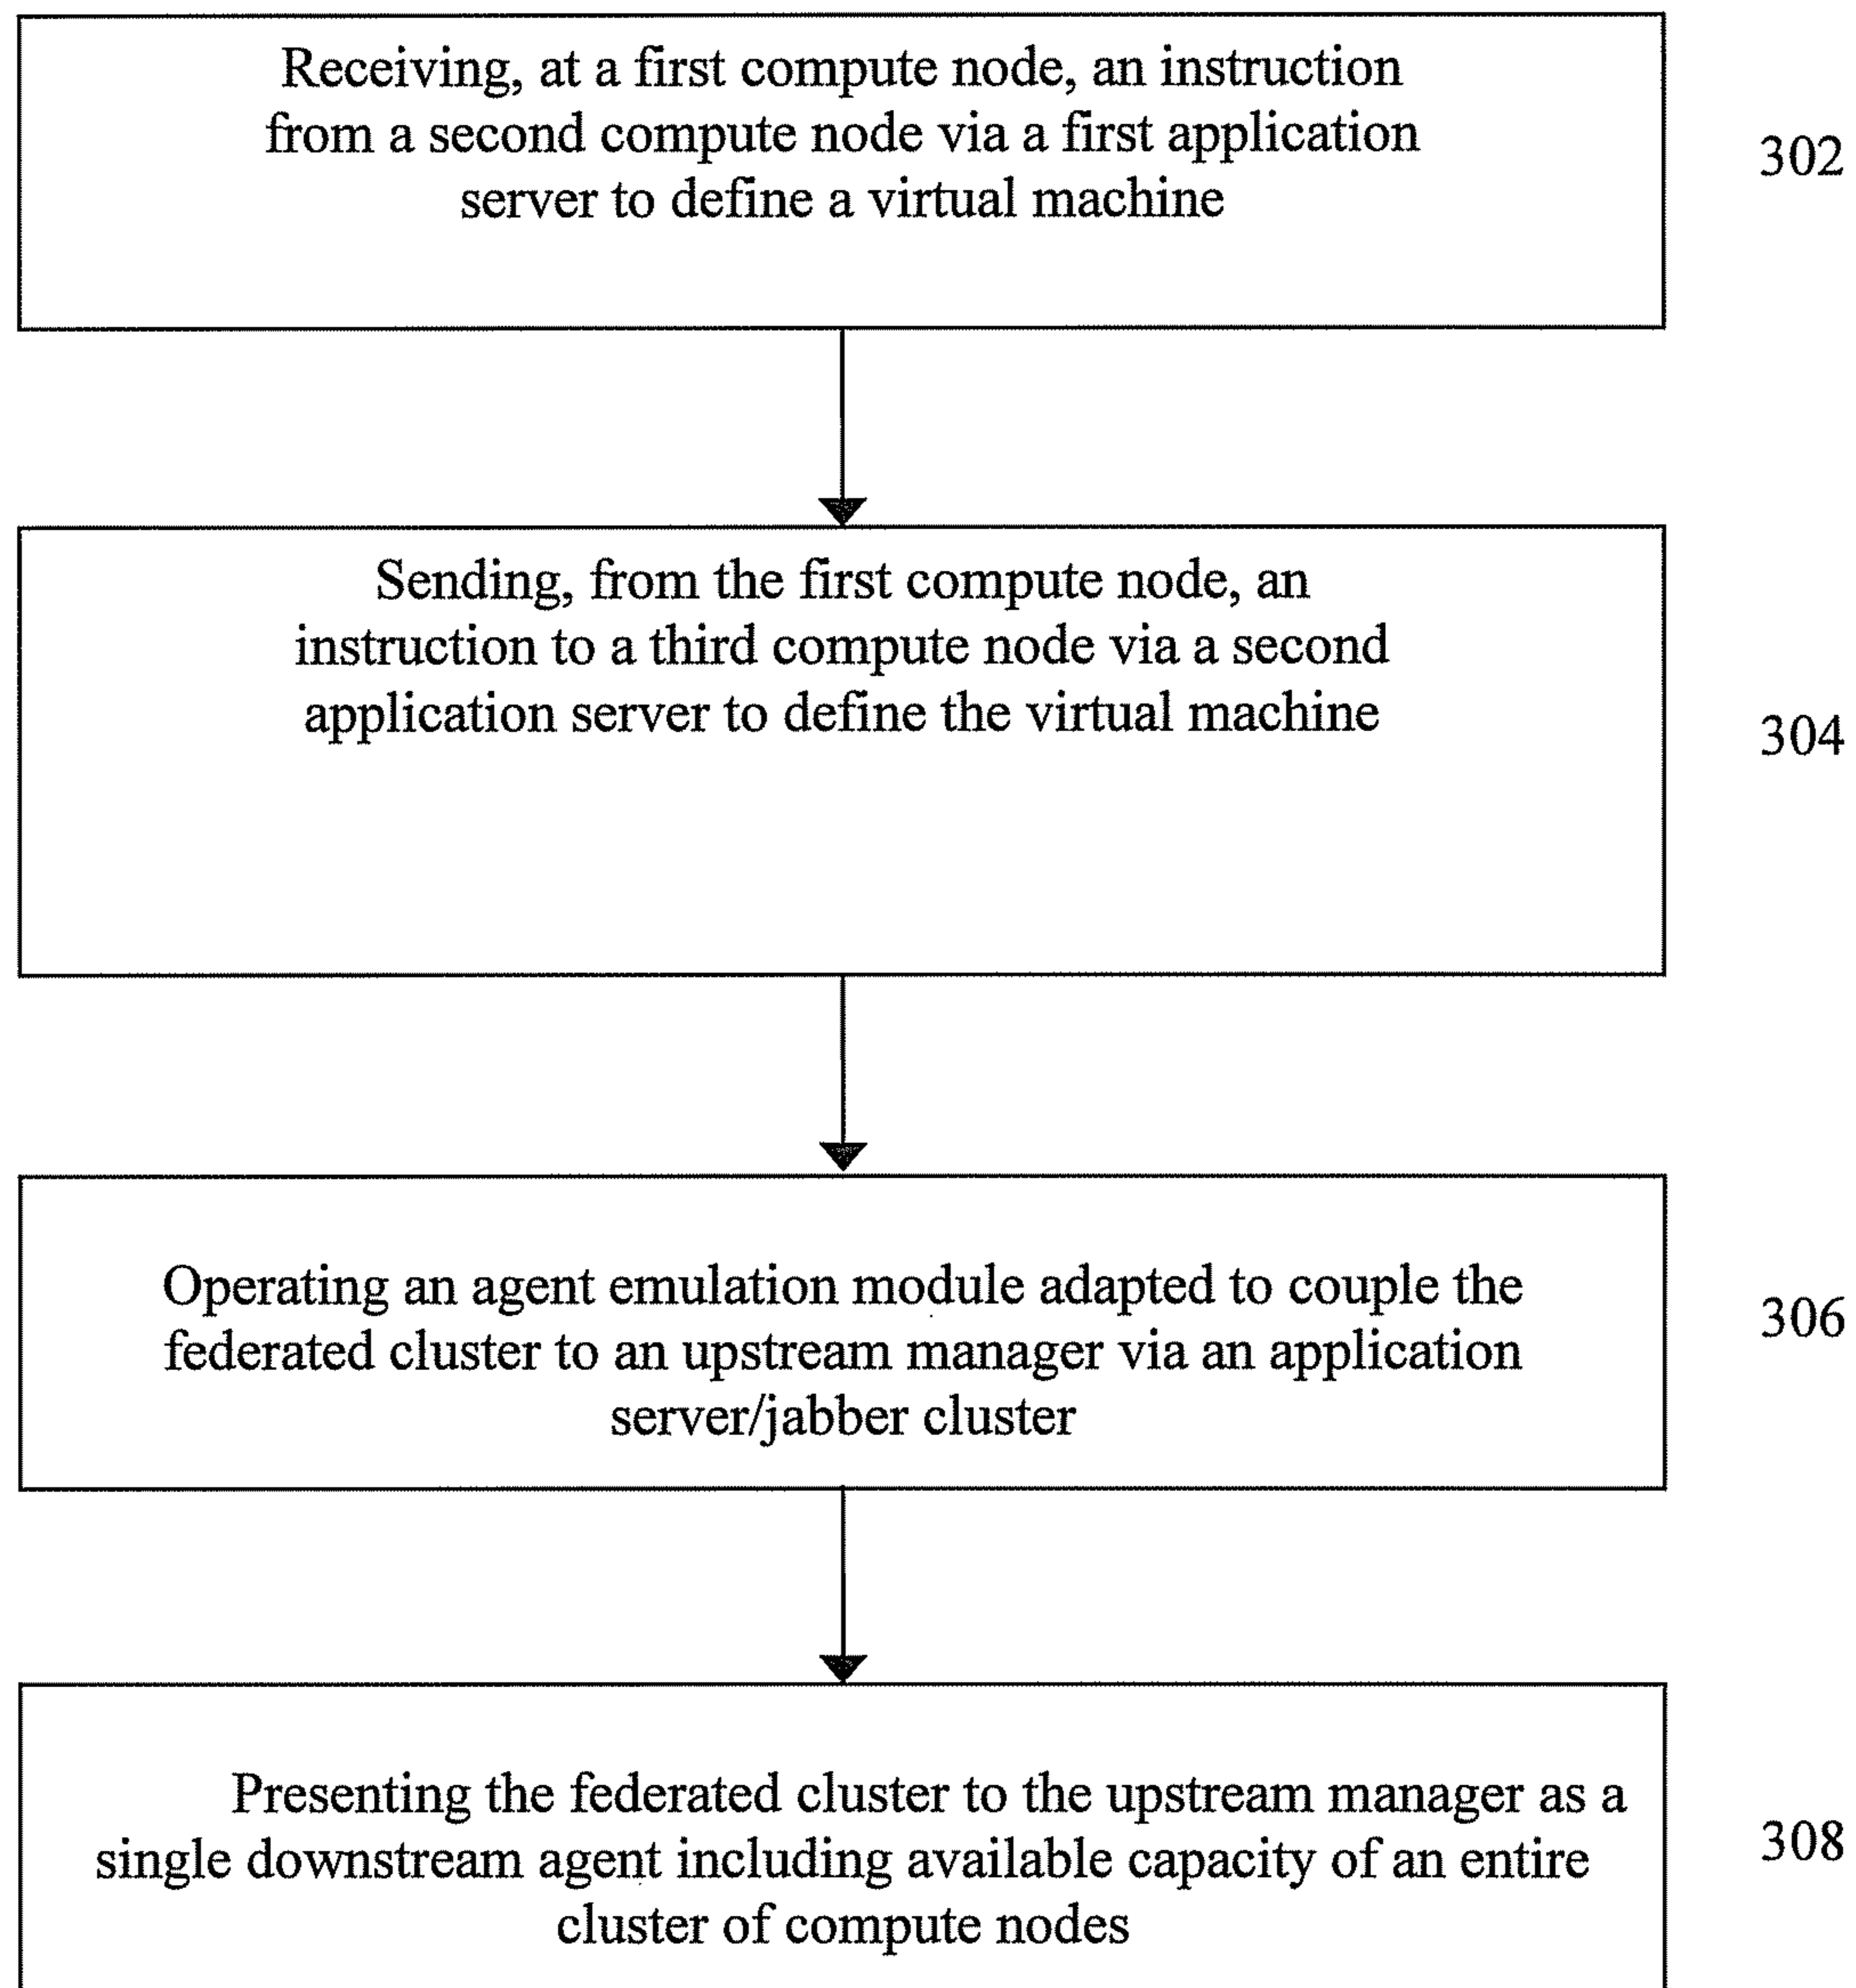 Receiving, at a first compute node, an instruction
from a second compute node via a first application
server to define a virtual machine
302
Sending, from the first compute node, an
instruction to a third compute node via a second
application server to define the virtual machine
304
Operating an agent emulation module adapted to couple the
federated cluster to an upstream manager via an application
server/jabber cluster
306
Presenting the federated cluster to the upstream manager as a
single downstream agent including available capacity of an entire
cluster of compute nodes
308